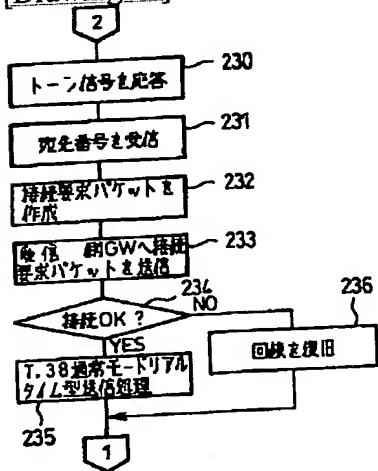 [Drawing
2
トーン信号を応答
230
宛先番号を受信
231
接続要求パケットを
作成
232
受信 側GWへ接続
要求パケットを送信
233
234
接続OK?
NO
YES
236
回線を復旧
T.38通常モードリアル
タイム型送信処理
235
1